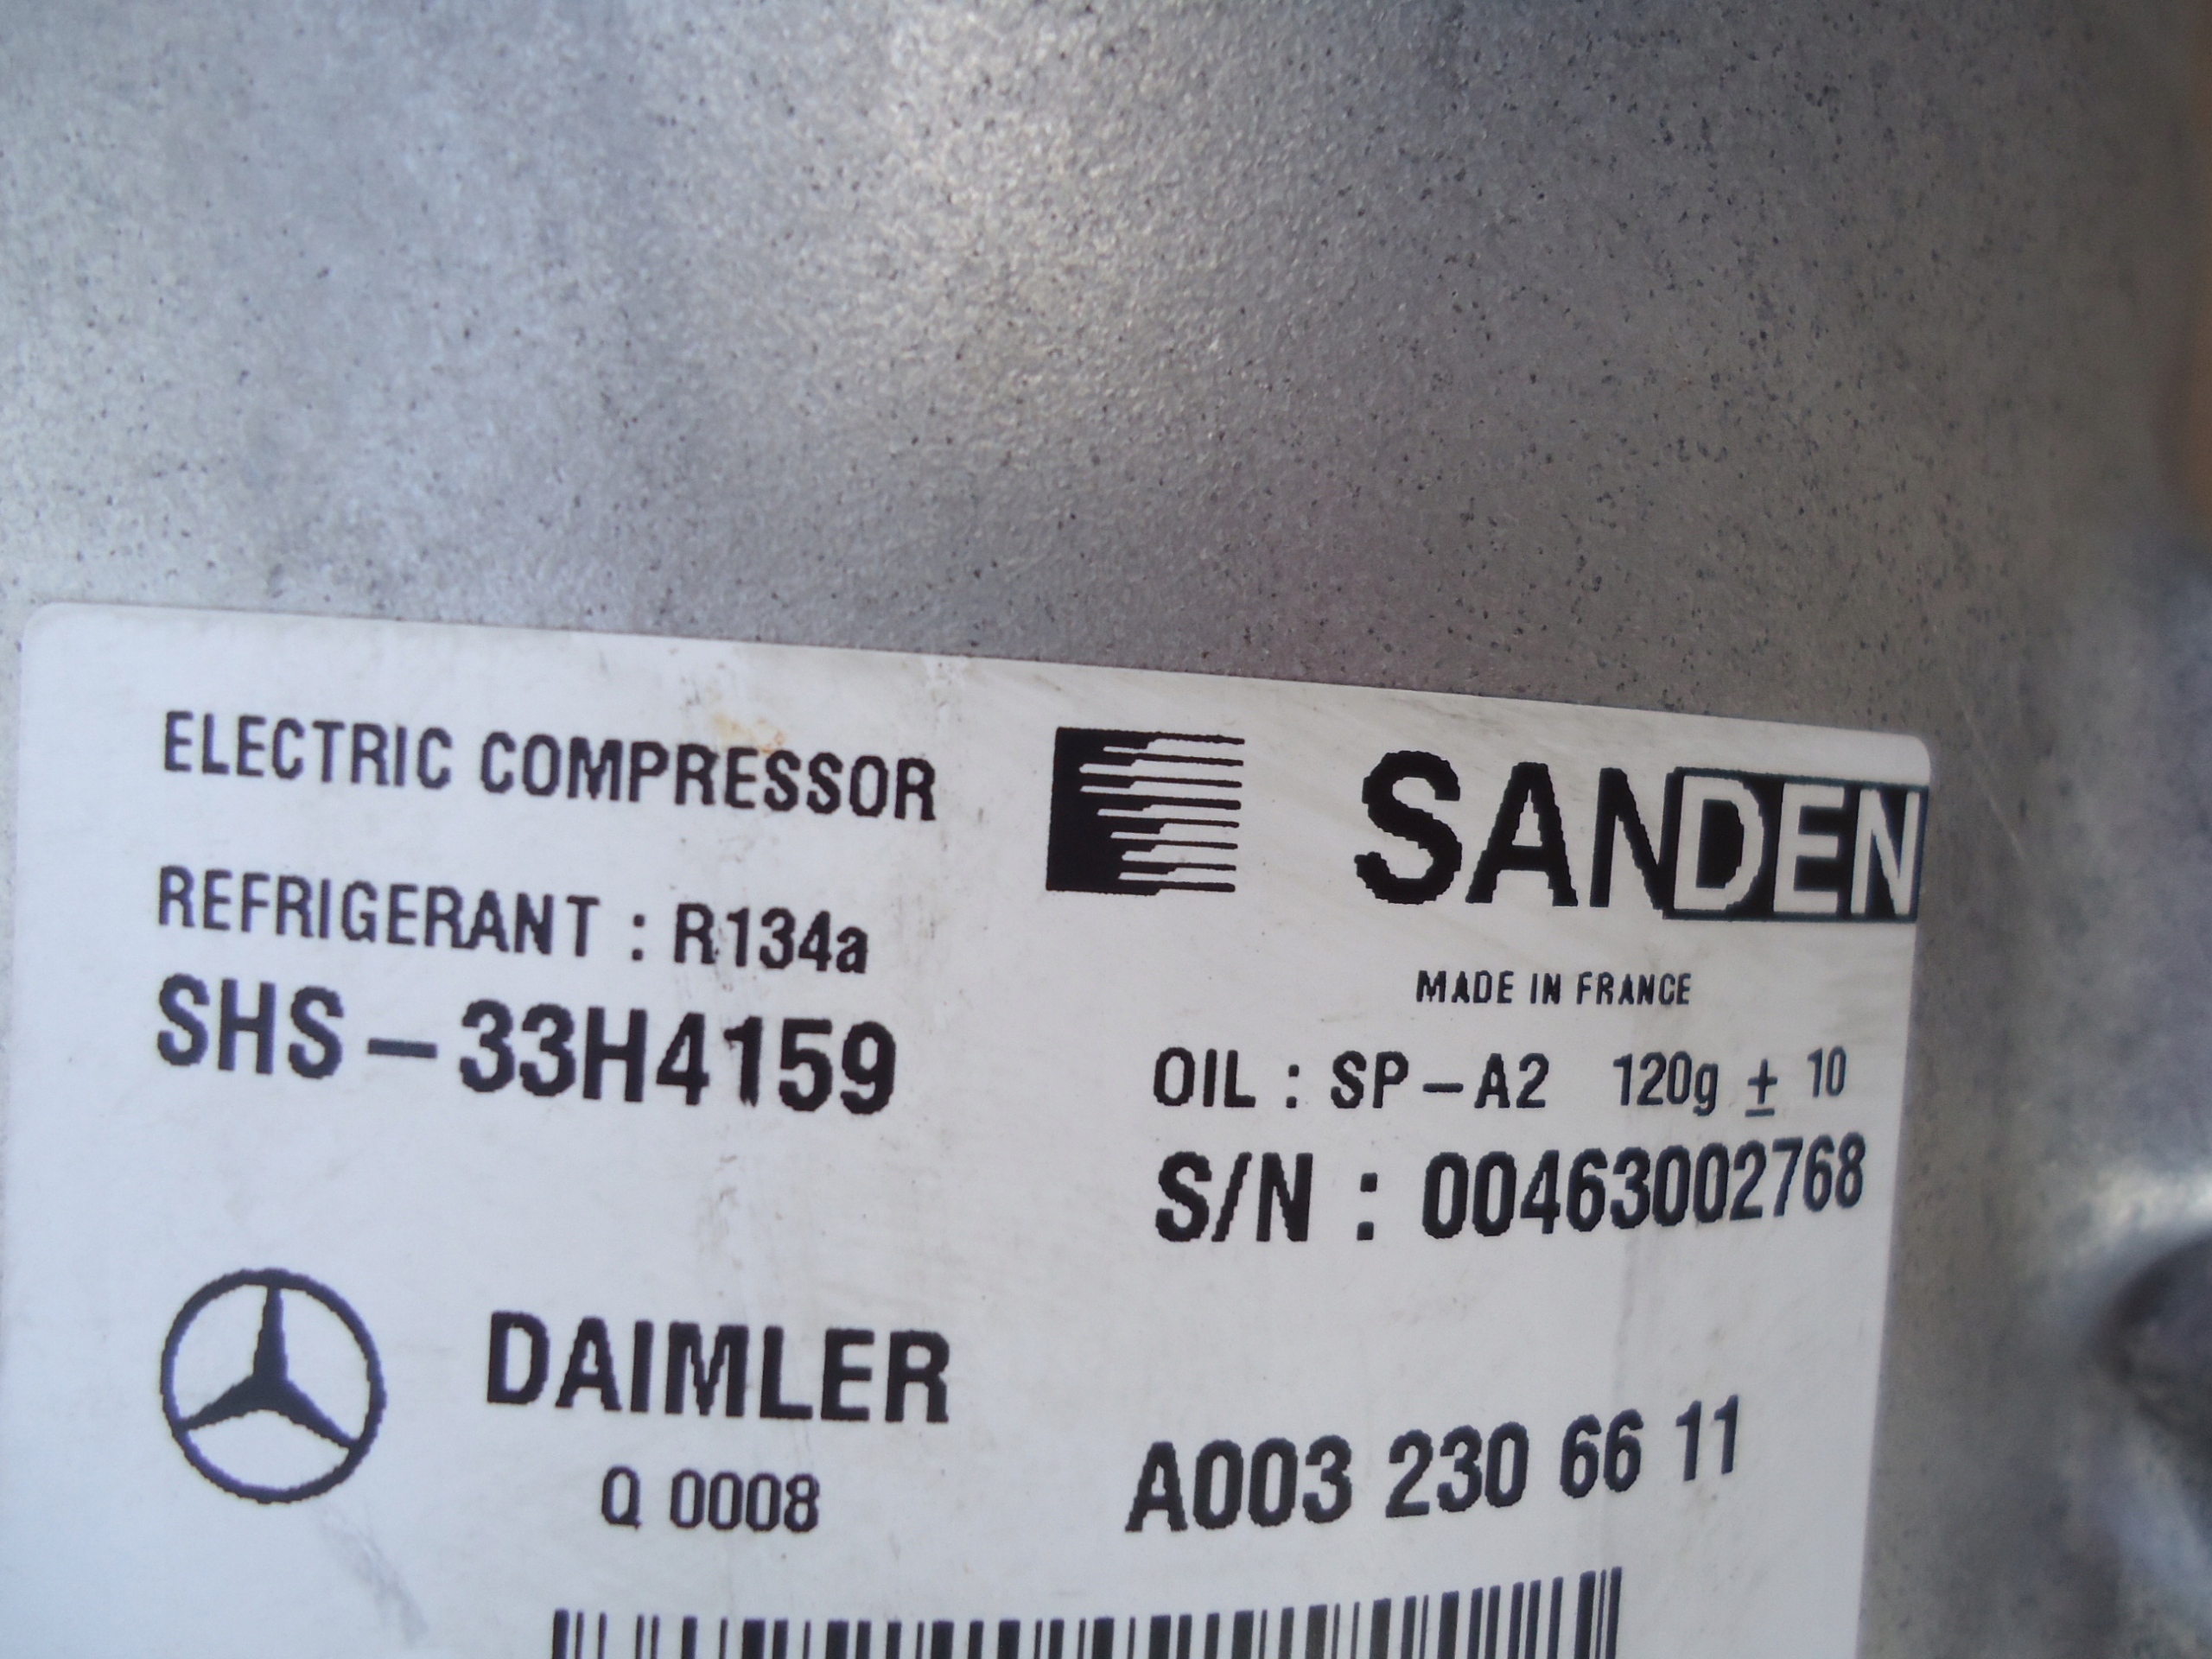 ELECTRIC COMPRESSOR
SANDEN
REFRIGERANT : R134a
MADE IN FRANCE
SHS-33H4159
OIL : SP-A2 120g ± 10
S/N : 00463002768
DAIMLER
Q 0008
A003 230 66 11